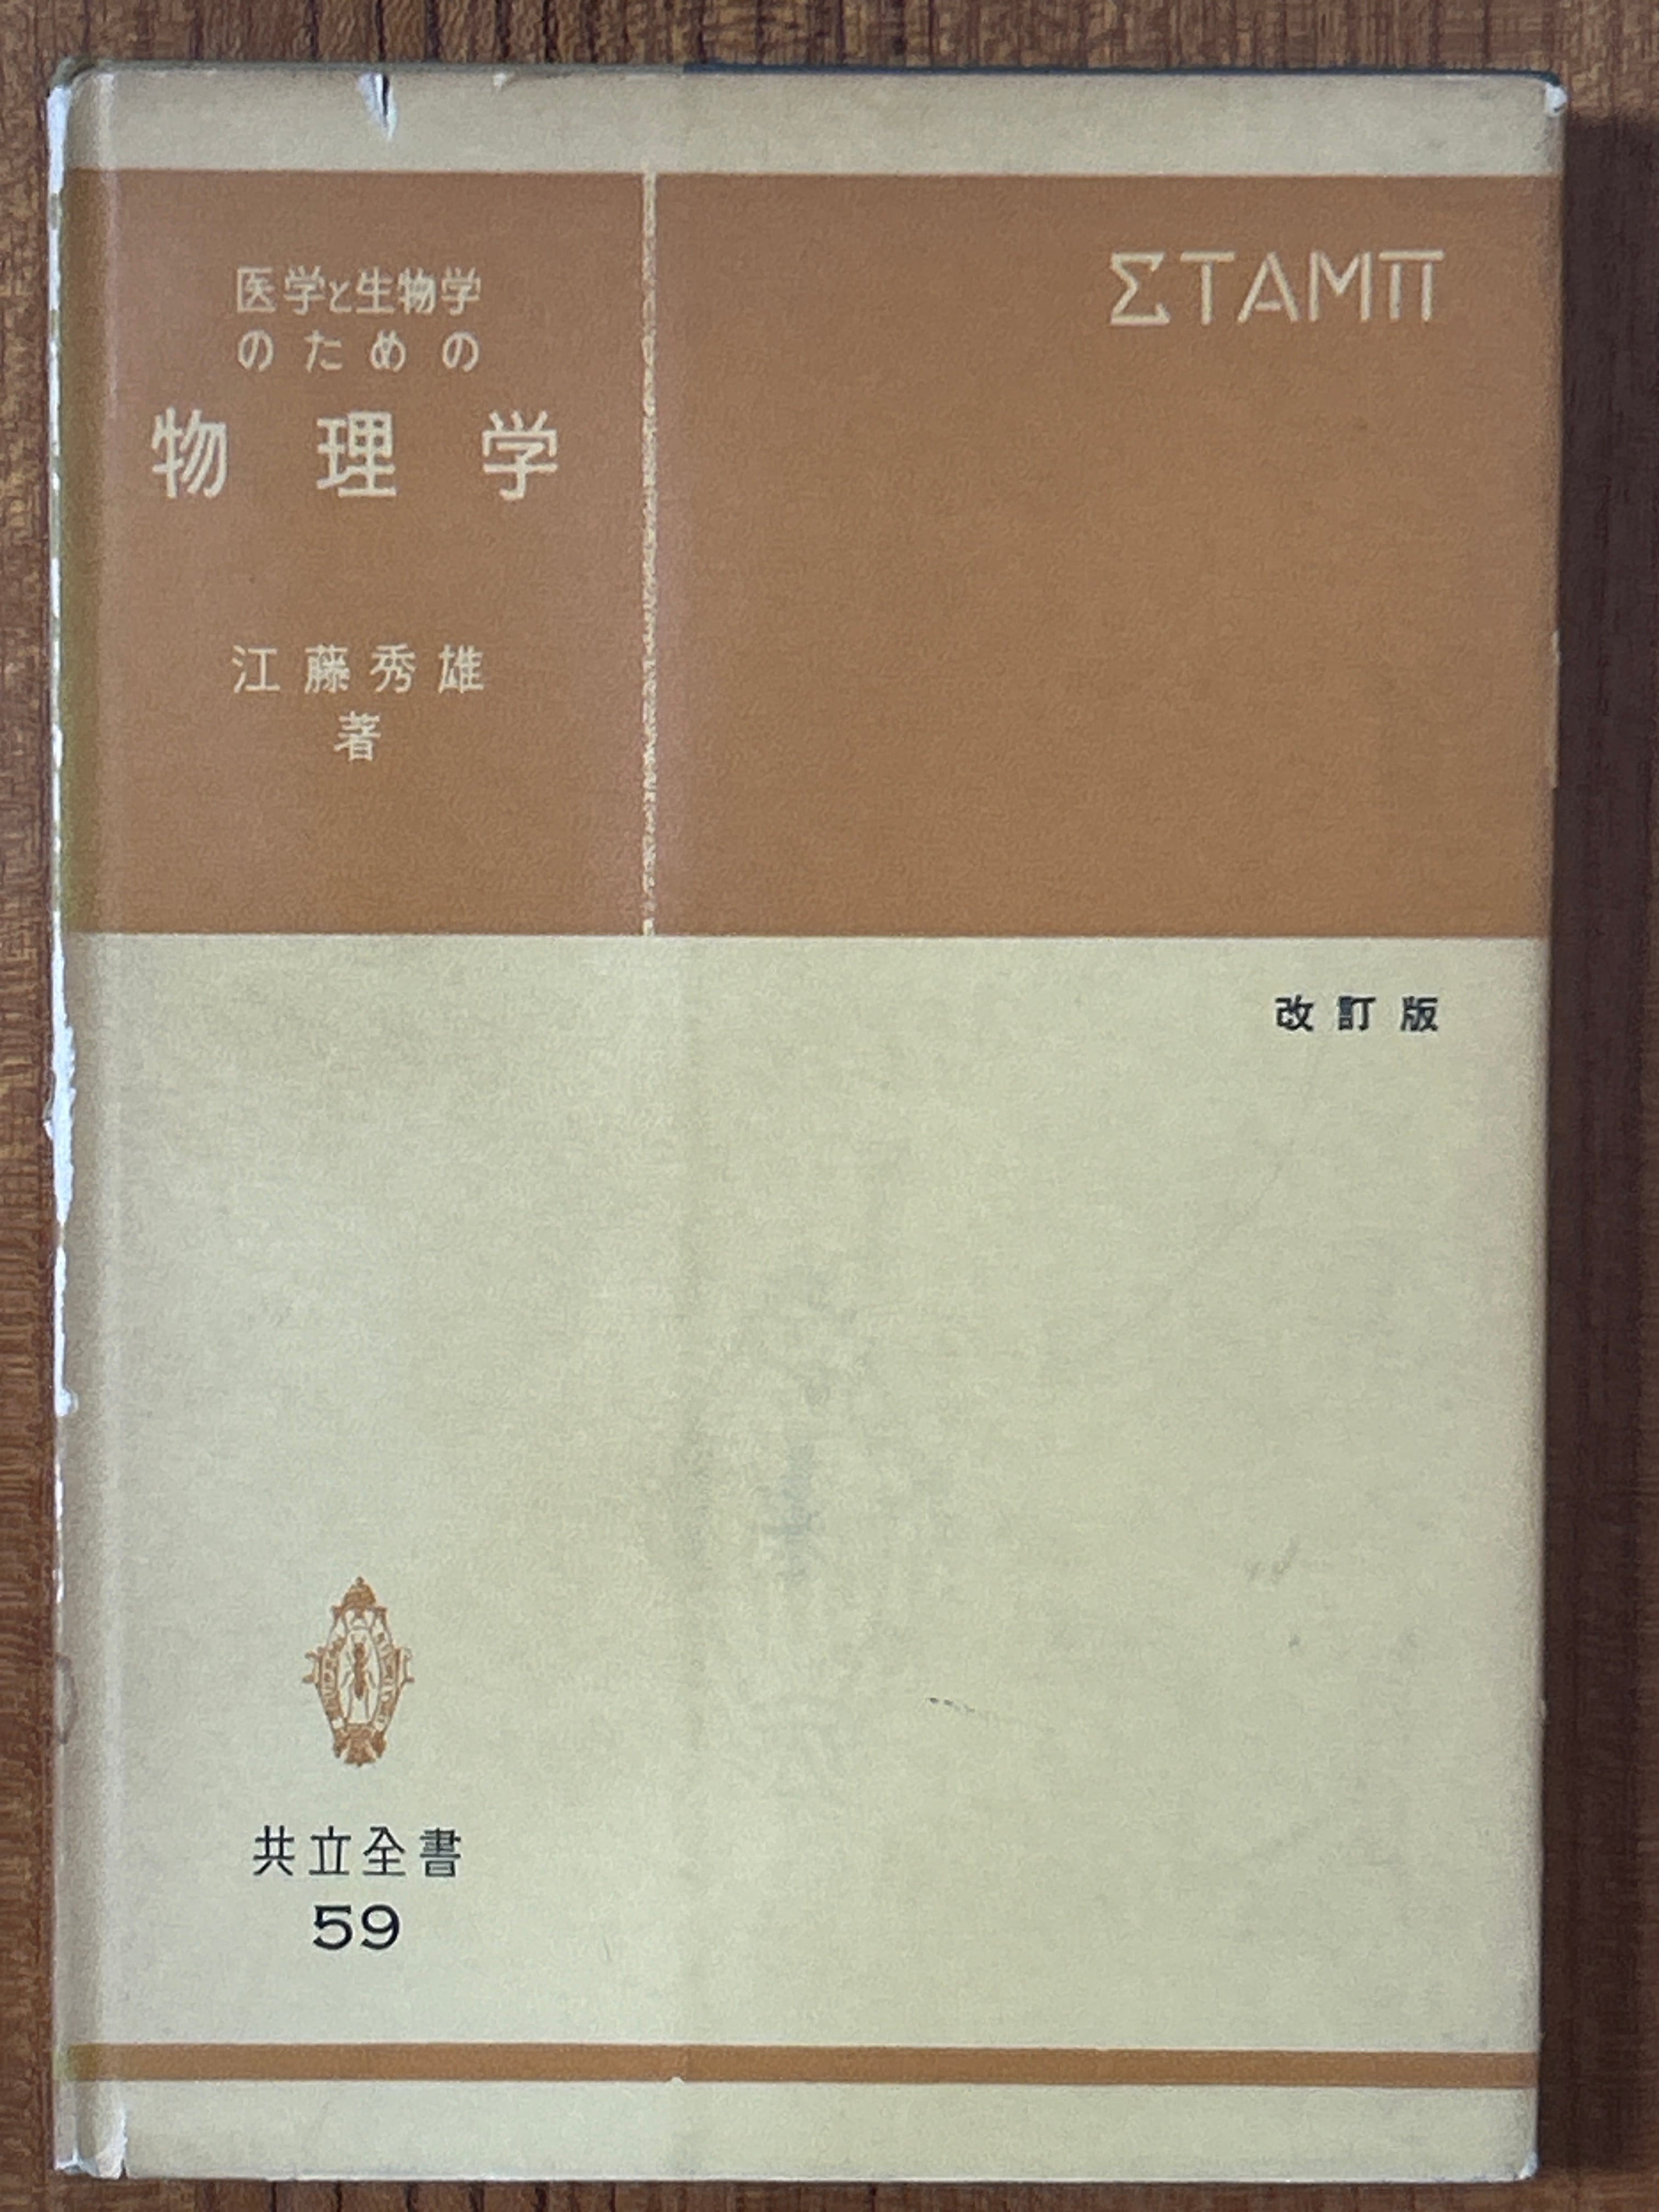 医学と生物学
のための
物理学
江藤秀雄
著
ΣΤΑΜΠ
改訂版
共立全書
59